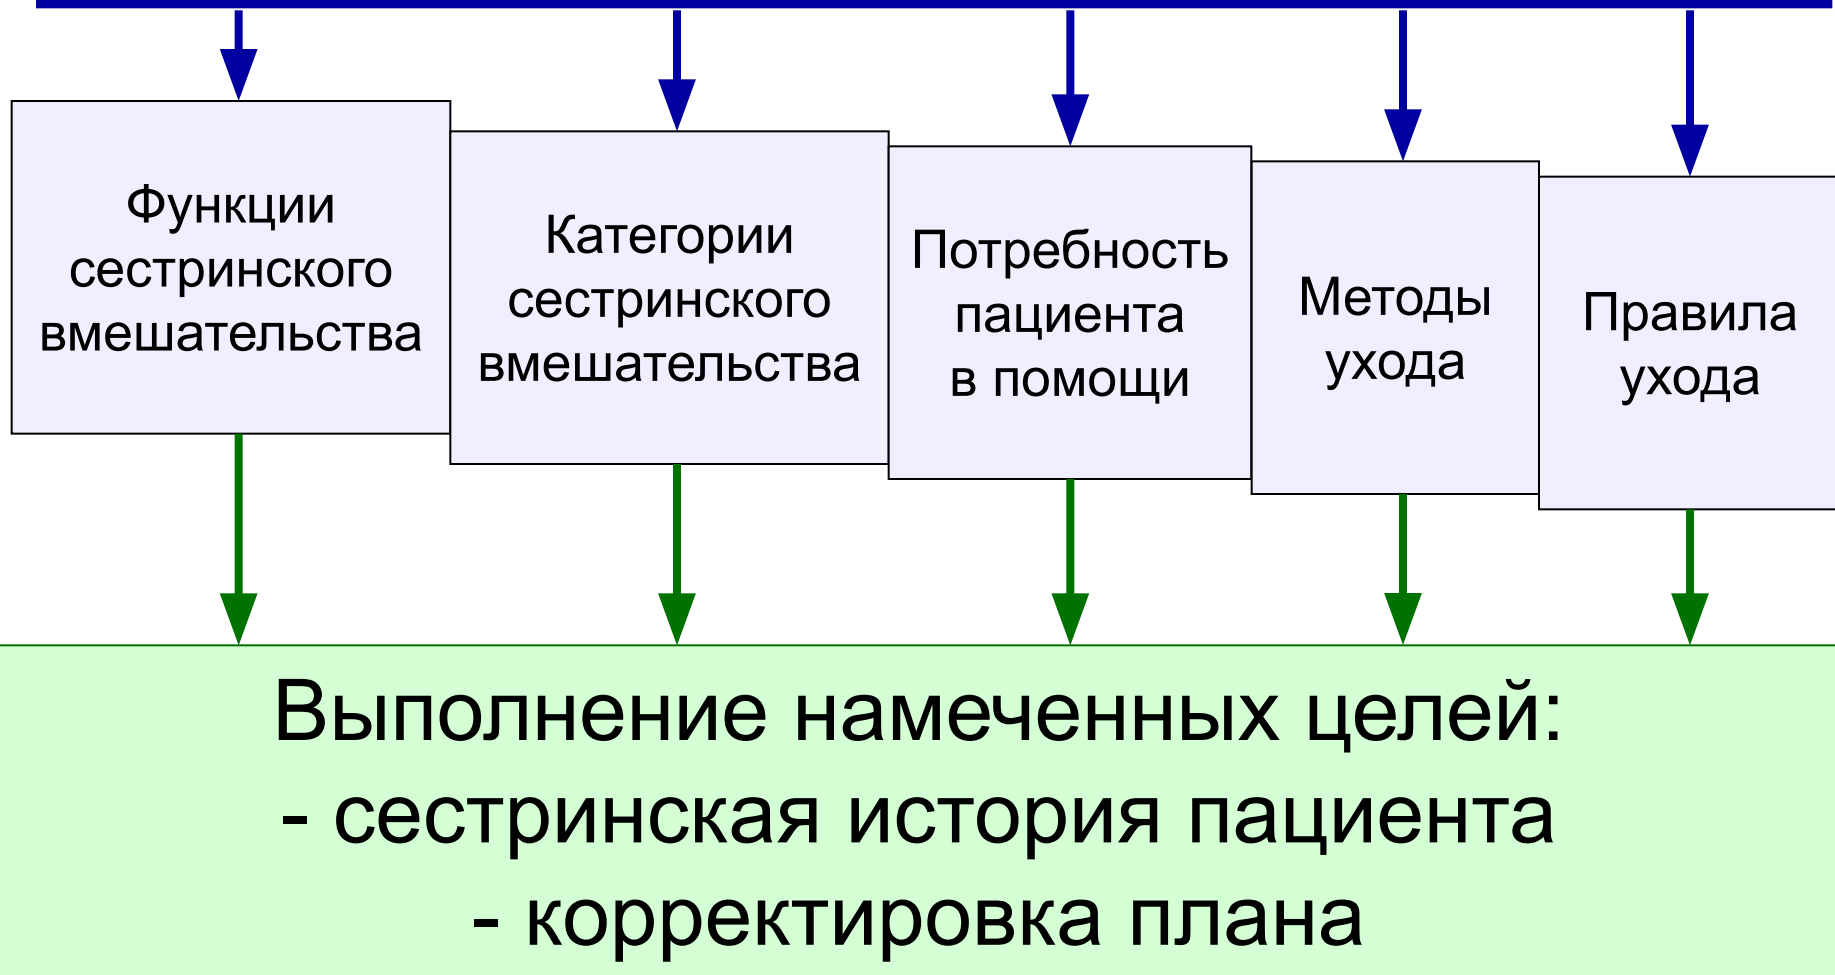 Функции
сестринского
вмешательства
Категории
сестринского
вмешательства
Потребность
пациента
в помощи
Методы
ухода
Правила
ухода
Выполнение намеченных целей:
- сестринская история пациента
- корректировка плана